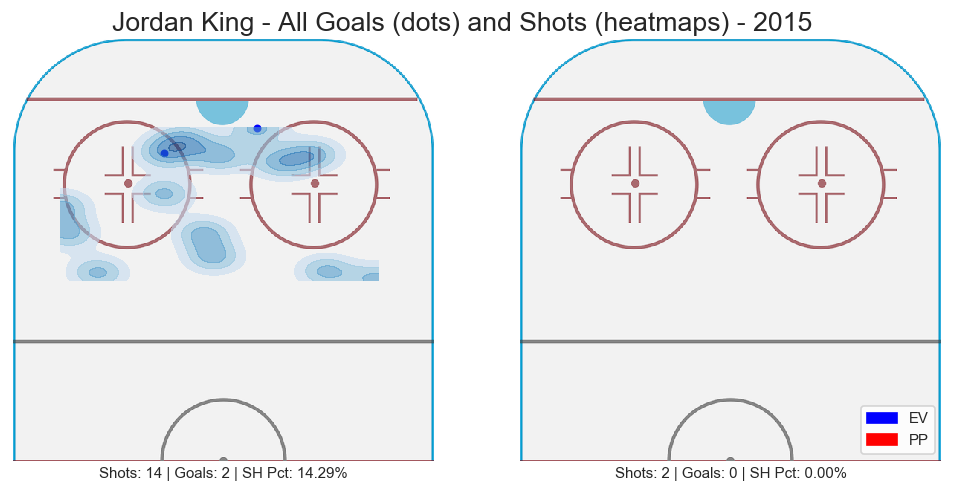 Jordan King - All Goals (dots) and Shots (heatmaps) - 2015
EV
PP
Shots: 14 | Goals: 2 | SH Pct: 14.29%
Shots: 2 | Goals: 0 | SH Pct: 0.00%